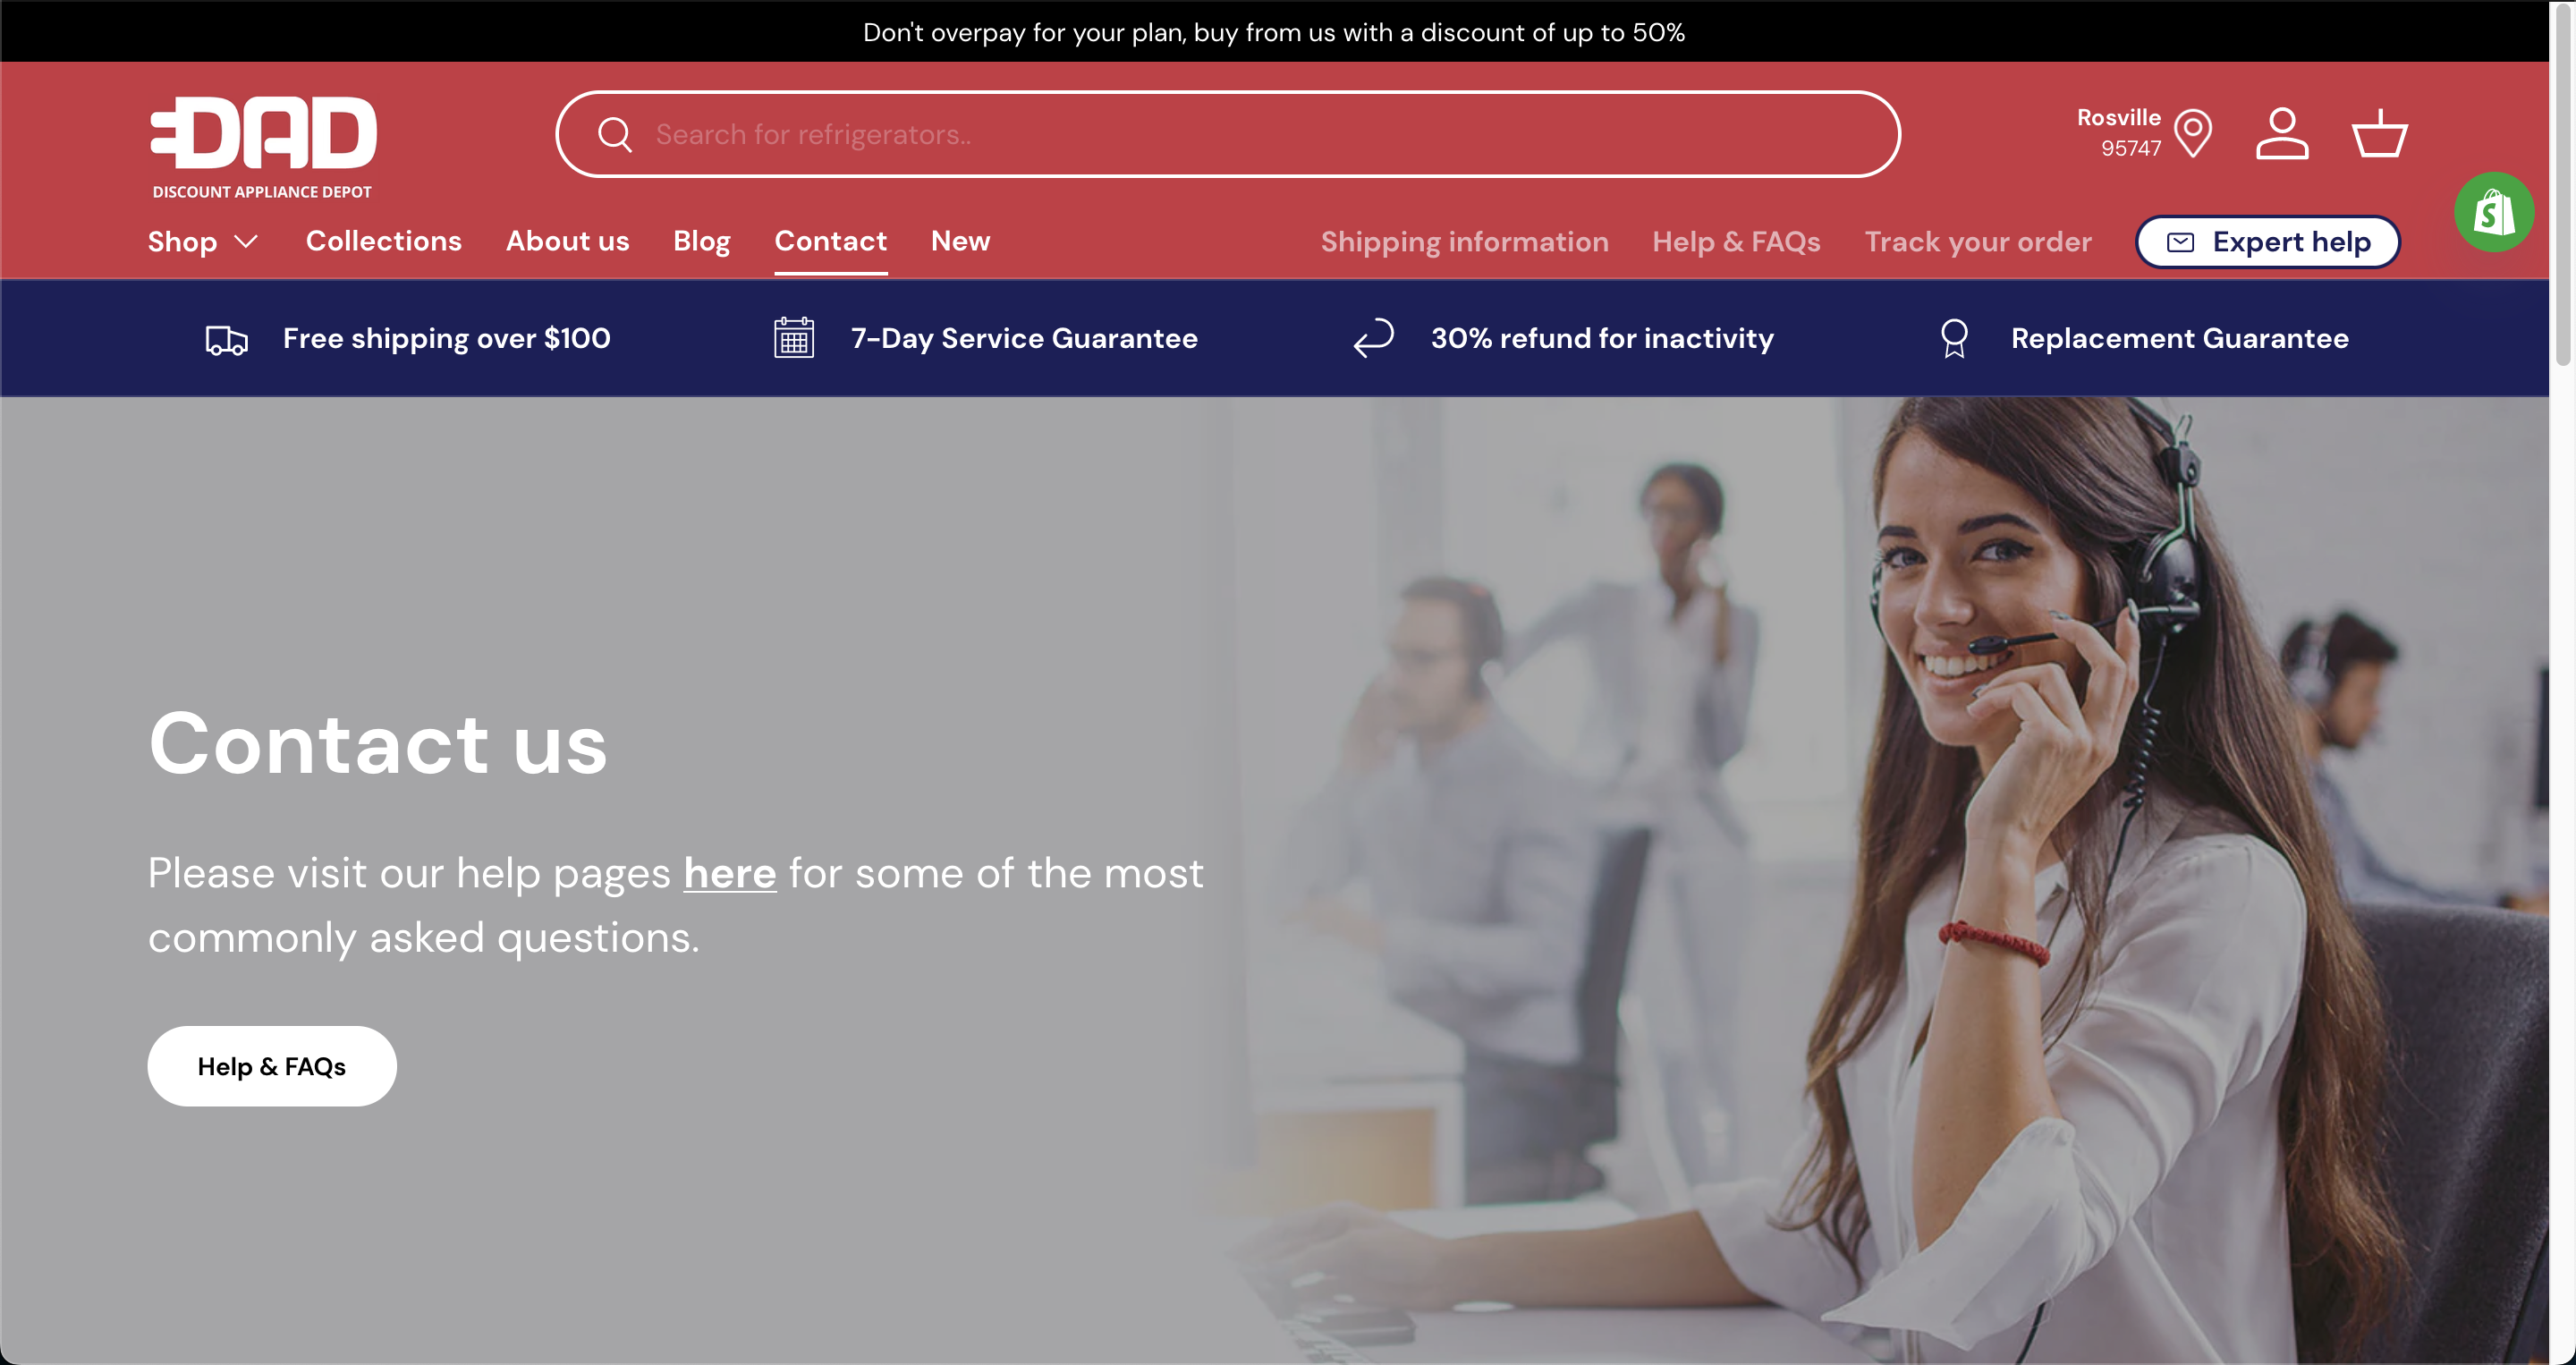 Don't overpay for your plan, buy from us with a discount of up to 50%
DAD
DISCOUNT APPLIANCE DEPOT
Search for refrigerators..
Rosville
95747
Shop
Collections
About us
Blog
Contact
New
Shipping information
Help & FAQs
Track your order
Expert help
Free shipping over $100
7-Day Service Guarantee
30% refund for inactivity
Replacement Guarantee
Contact us
Please visit our help pages here for some of the most
commonly asked questions.
Help & FAQs